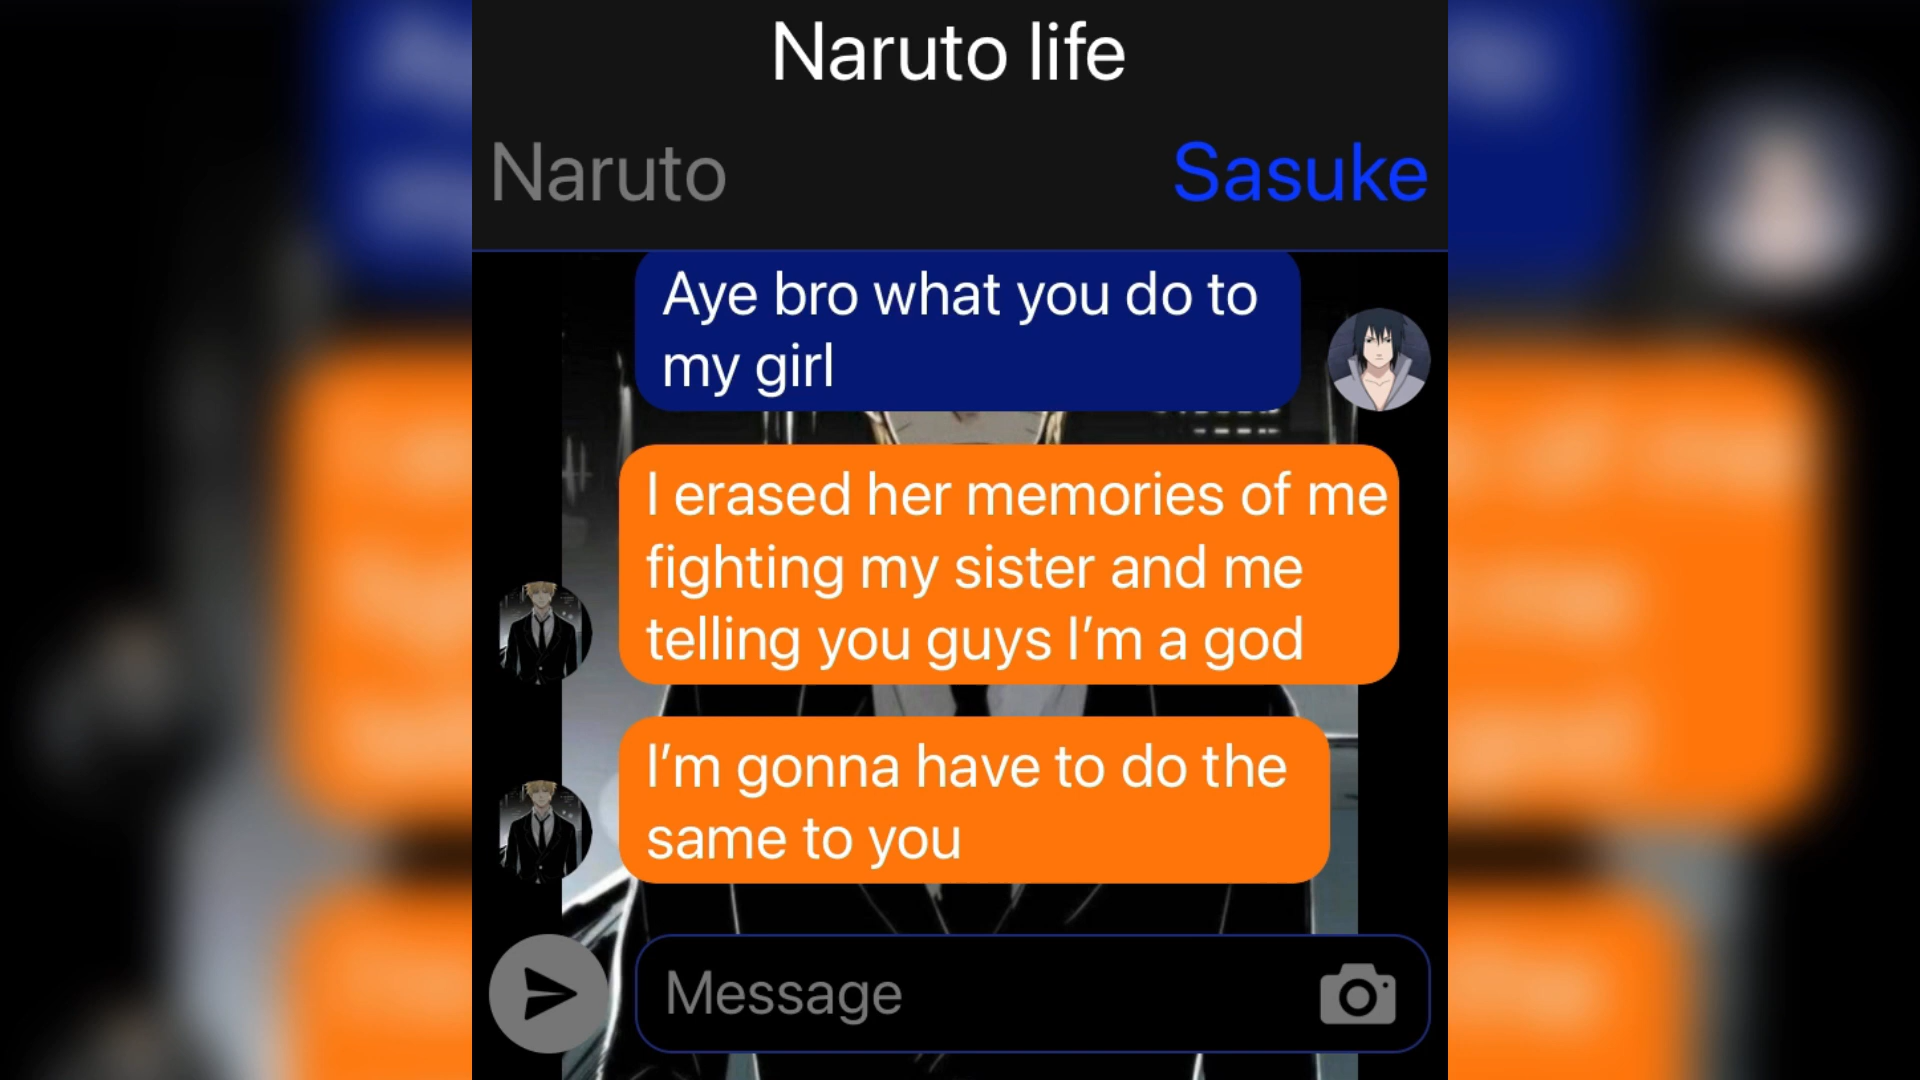 Naruto life
Naruto
Sasuke
Aye bro what you do to
my girl
I erased her memories of me
fighting my sister and me
telling you guys I’m a god
I’m gonna have to do the
same to you
Message